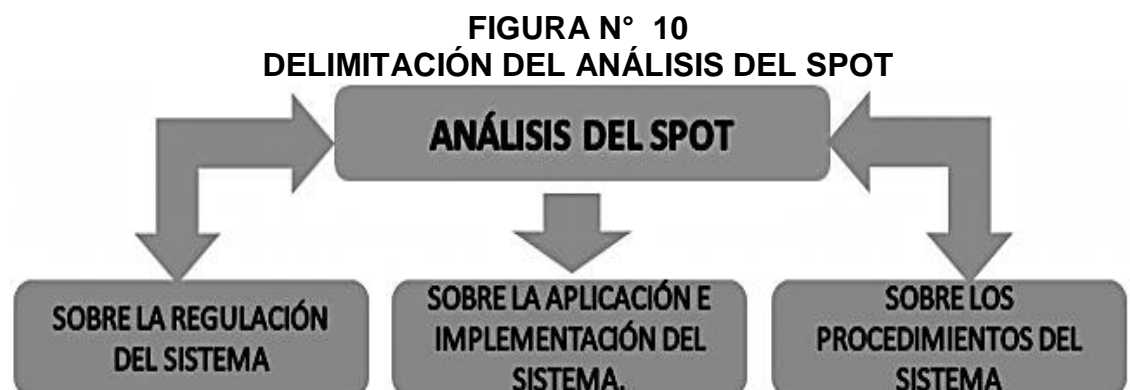 FIGURA N° 10
DELIMITACIÓN DEL ANÁLISIS DEL SPOT
ANÁLISIS DEL SPOT
SOBRE LA REGULACIÓN
DEL SISTEMA
SOBRE LA APLICACIÓN E
IMPLEMENTACIÓN DEL
SISTEMA.
SOBRE LOS
PROCEDIMIENTOS DEL
SISTEMA